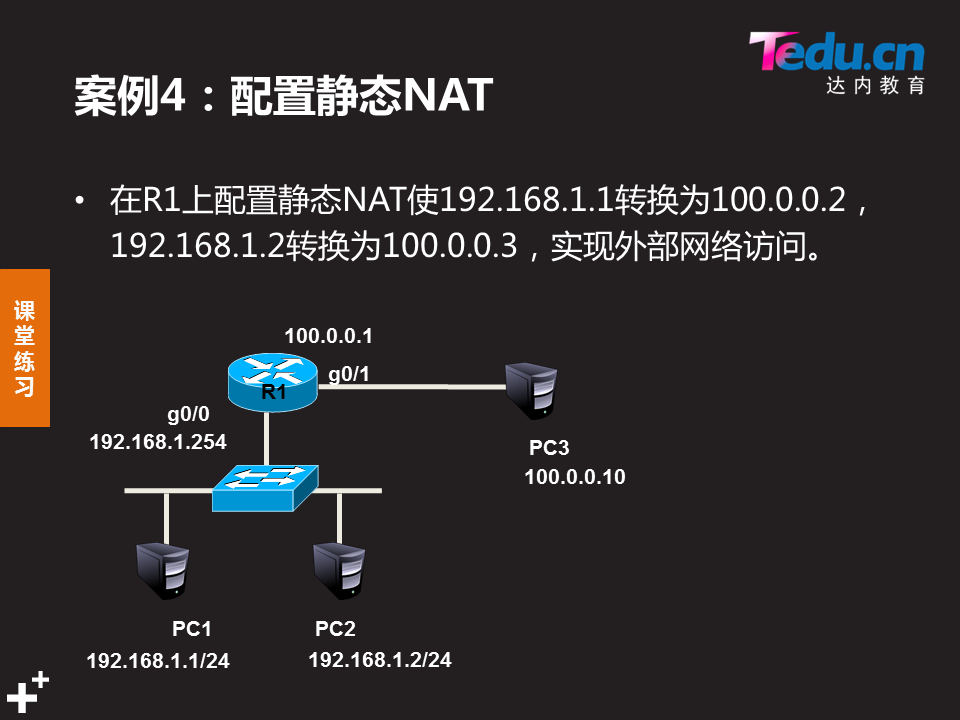 Tedu.cn
达内教育
案例4：配置静态NAT
• 在R1上配置静态NAT使192.168.1.1转换为100.0.0.2，
192.168.1.2转换为100.0.0.3，实现外部网络访问。
课
堂
练
习
100.0.0.1
g0/1
R1
g0/0
192.168.1.254
PC3
100.0.0.10
PC1
PC2
192.168.1.1/24
192.168.1.2/24